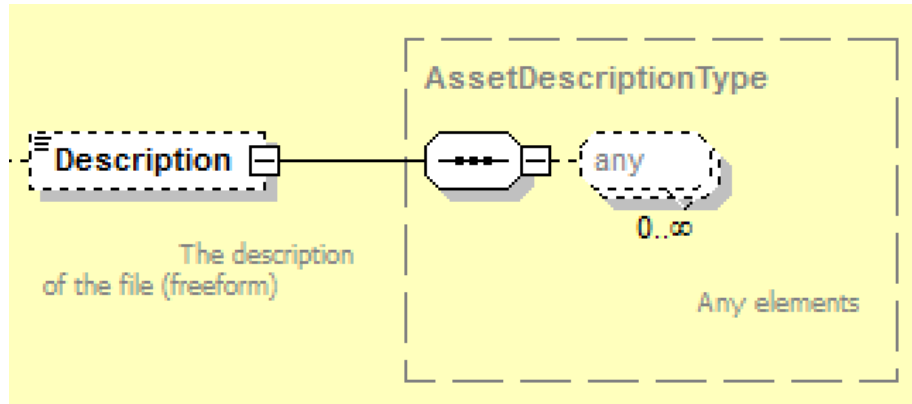 AssetDescriptionType
Description
any
0..∞
The description
of the file (freeform)
Any elements